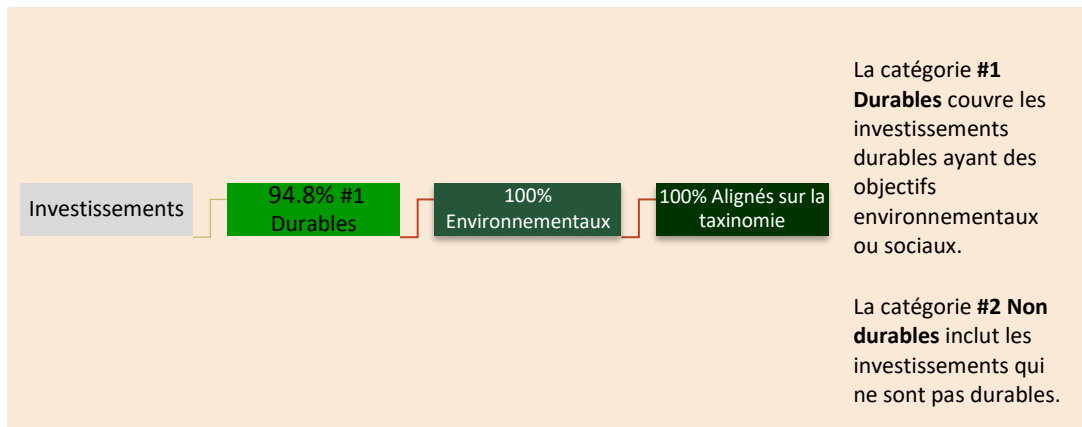 Investissements
94.8% #1
Durables
100%
Environnementaux
100% Alignés sur la
taxinomie
La catégorie #1
Durables couvre les
investissements
durables ayant des
objectifs
environnementaux
ou sociaux.
La catégorie #2 Non
durables inclut les
investissements qui
ne sont pas durables.